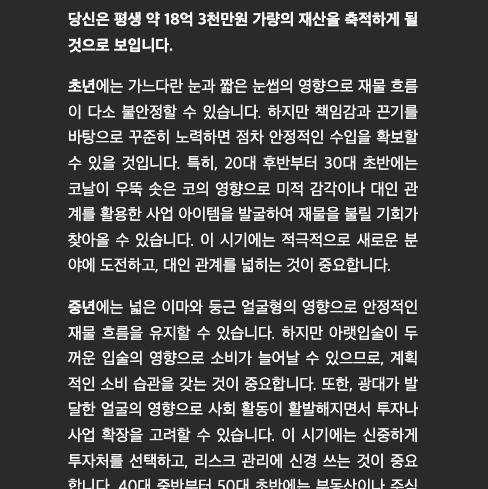 당신은 평생 약 18억 3천만원 가량의 재산을 축적하게 될
것으로 보입니다.
초년에는 가느다란 눈과 짧은 눈썹의 영향으로 재물 흐름
이 다소 불안정할 수 있습니다. 하지만 책임감과 끈기를
바탕으로 꾸준히 노력하면 점차 안정적인 수입을 확보할
수 있을 것입니다. 특히, 20대 후반부터 30대 초반에는
코날이 우뚝 솟은 코의 영향으로 미적 감각이나 대인 관
계를 활용한 사업 아이템을 발굴하여 재물을 불릴 기회가
찾아올 수 있습니다. 이 시기에는 적극적으로 새로운 분
야에 도전하고, 대인 관계를 넓히는 것이 중요합니다.
중년에는 넓은 이마와 둥근 얼굴형의 영향으로 안정적인
재물 흐름을 유지할 수 있습니다. 하지만 아랫입술이 두
꺼운 입술의 영향으로 소비가 늘어날 수 있으므로, 계획
적인 소비 습관을 갖는 것이 중요합니다. 또한, 광대가 발
달한 얼굴의 영향으로 사회 활동이 활발해지면서 투자나
사업 확장을 고려할 수 있습니다. 이 시기에는 신중하게
투자처를 선택하고, 리스크 관리에 신경 쓰는 것이 중요
합니다. 40대 중반부터 50대 초반에는 부동산이나 주식